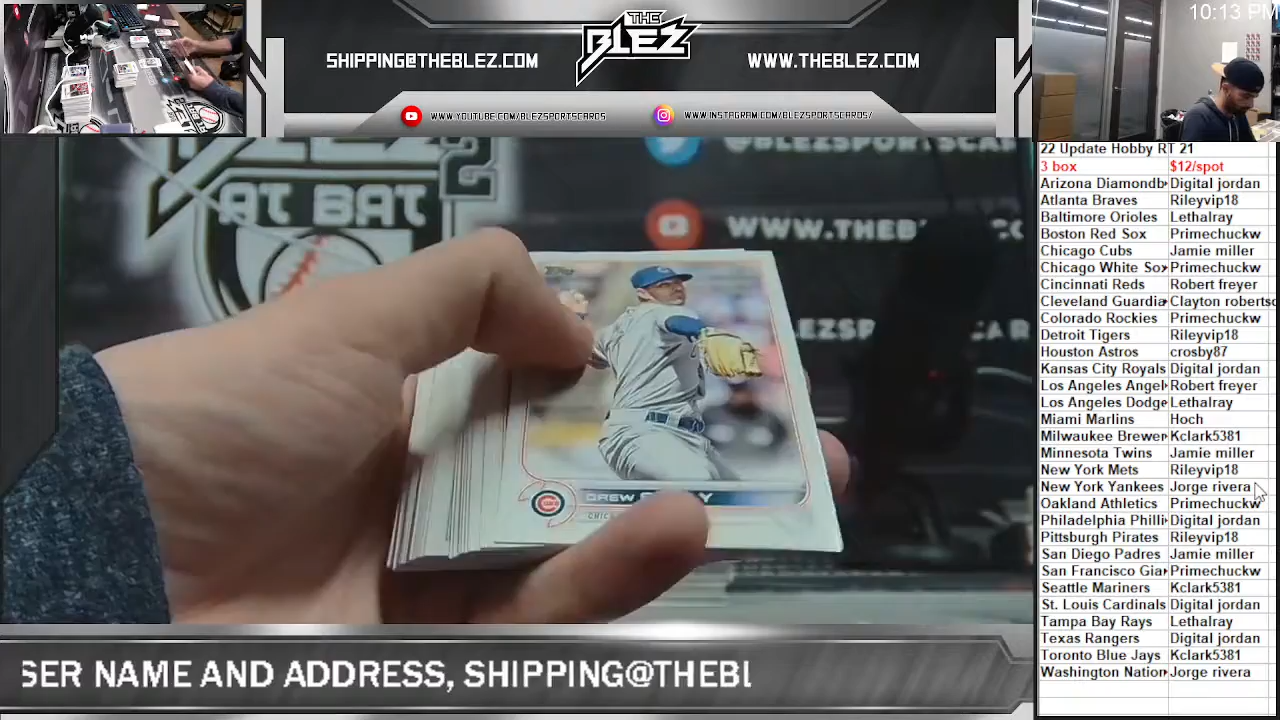 10:13 PM
THE
BLEZ
SHIPPING@THEBLEZ.COM
WWW.THEBLEZ.COM
WWW.YOUTUBE.COM/BLEZSPORTSCARDS
WWW.INSTAGRAM.COM/BLEZSPORTSCARDS/
22 Update Hobby RT 21
3 box $12/spot
Arizona Diamondb Digital jordan
Atlanta Braves Rileyvip18
Baltimore Orioles Lethalray
Boston Red Sox Primechuckw
Chicago Cubs Jamie miller
Chicago White Sox Primechuckw
Cincinnati Reds Robert freyer
Cleveland Guardia Clayton robertso
Colorado Rockies Primechuckw
Detroit Tigers Rileyvip18
Houston Astros crosby87
Kansas City Royals Digital jordan
Los Angeles Angel Robert freyer
Los Angeles Dodge Lethalray
Miami Marlins Hoch
Milwaukee Brewer Kclark5381
Minnesota Twins Jamie miller
New York Mets Rileyvip18
New York Yankees Jorge rivera
Oakland Athletics Primechuckw
Philadelphia Philli Digital jordan
Pittsburgh Pirates Rileyvip18
San Diego Padres Jamie miller
San Francisco Gia Primechuckw
Seattle Mariners Kclark5381
St. Louis Cardinals Digital jordan
Tampa Bay Rays Lethalray
Texas Rangers Digital jordan
Toronto Blue Jays Kclark5381
Washington Nation Jorge rivera
@BLEZSPORTSCAR
2
AT BAT
WWW.THEB
BLEZSP
Topps
DREW
SER NAME AND ADDRESS, SHIPPING@THEBL